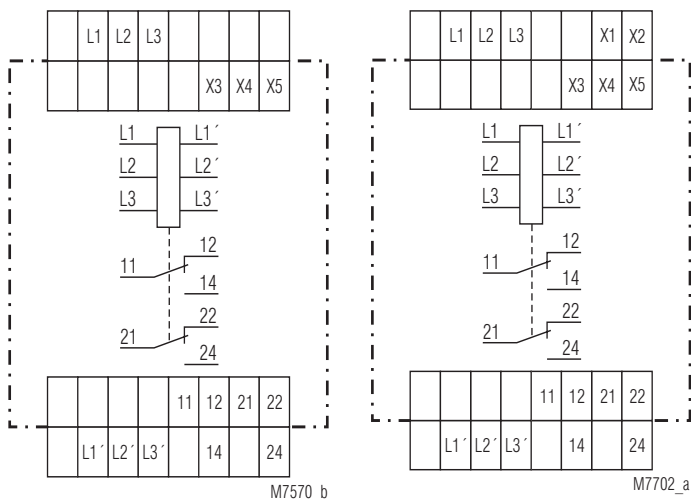 L1 L2 L3
X3 X4 X5
L1 L1´
L2 L2´
L3 L3´
12
11
14
22
21
24
11 12 21 22
L1´ L2´ L3´ 14 24
M7570_b
L1 L2 L3 X1 X2
X3 X4 X5
L1 L1´
L2 L2´
L3 L3´
12
11
14
22
21
24
11 12 21 22
L1´ L2´ L3´ 14 24
M7702_a